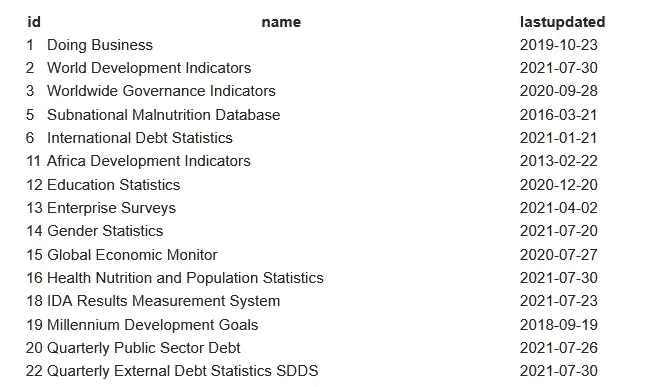 id name lastupdated
1 Doing Business 2019-10-23
2 World Development Indicators 2021-07-30
3 Worldwide Governance Indicators 2020-09-28
5 Subnational Malnutrition Database 2016-03-21
6 International Debt Statistics 2021-01-21
11 Africa Development Indicators 2013-02-22
12 Education Statistics 2020-12-20
13 Enterprise Surveys 2021-04-02
14 Gender Statistics 2021-07-20
15 Global Economic Monitor 2020-07-27
16 Health Nutrition and Population Statistics 2021-07-30
18 IDA Results Measurement System 2021-07-23
19 Millennium Development Goals 2018-09-19
20 Quarterly Public Sector Debt 2021-07-26
22 Quarterly External Debt Statistics SDDS 2021-07-30